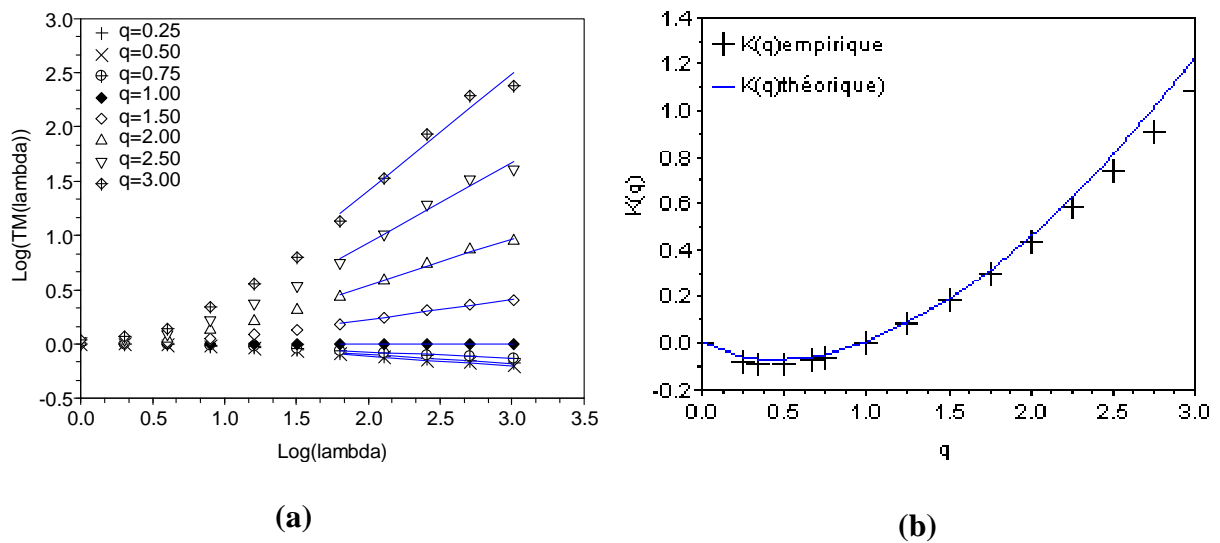 3.0
2.5
2.0
1.5
1.0
0.5
0.0
-0.5
Log(TM(lambda))
q=0.25
q=0.50
q=0.75
q=1.00
q=1.50
q=2.00
q=2.50
q=3.00
0.0 0.5 1.0 1.5 2.0 2.5 3.0 3.5
Log(lambda)
(a)
1.4
1.2
1.0
0.8
0.6
0.4
0.2
0.0
-0.2
K(q)
K(q)empirique
K(q)théorique)
0.0 0.5 1.0 1.5 2.0 2.5 3.0
q
(b)